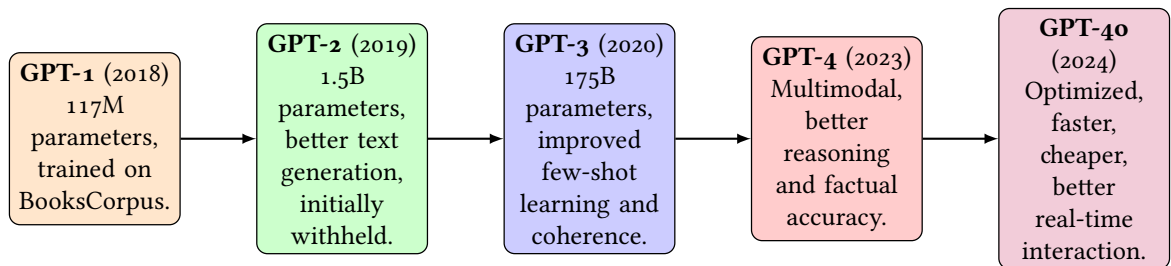 GPT-1 (2018)
117M
parameters,
trained on
BooksCorpus.
GPT-2 (2019)
1.5B
parameters,
better text
generation,
initially
withheld.
GPT-3 (2020)
175B
parameters,
improved
few-shot
learning and
coherence.
GPT-4 (2023)
Multimodal,
better
reasoning
and factual
accuracy.
GPT-4o
(2024)
Optimized,
faster,
cheaper,
better
real-time
interaction.